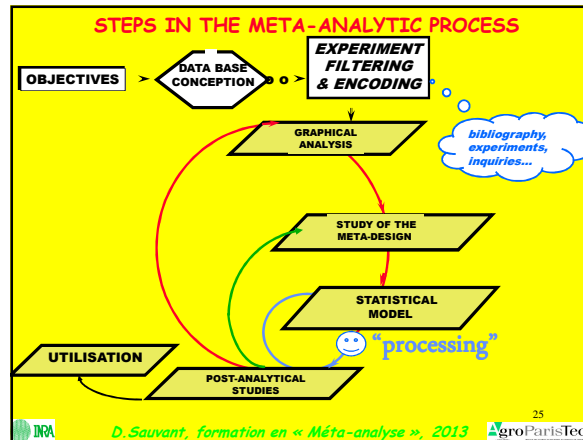 STEPS IN THE META-ANALYTIC PROCESS
OBJECTIVES
DATA BASE
CONCEPTION
EXPERIMENT
FILTERING
& ENCODING
bibliography,
experiments,
inquiries...
GRAPHICAL
ANALYSIS
STUDY OF THE
META-DESIGN
STATISTICAL
MODEL
“processing”
UTILISATION
POST-ANALYTICAL
STUDIES
25
INRA
D.Sauvant, formation en « Méta-analyse », 2013
AgroParisTec